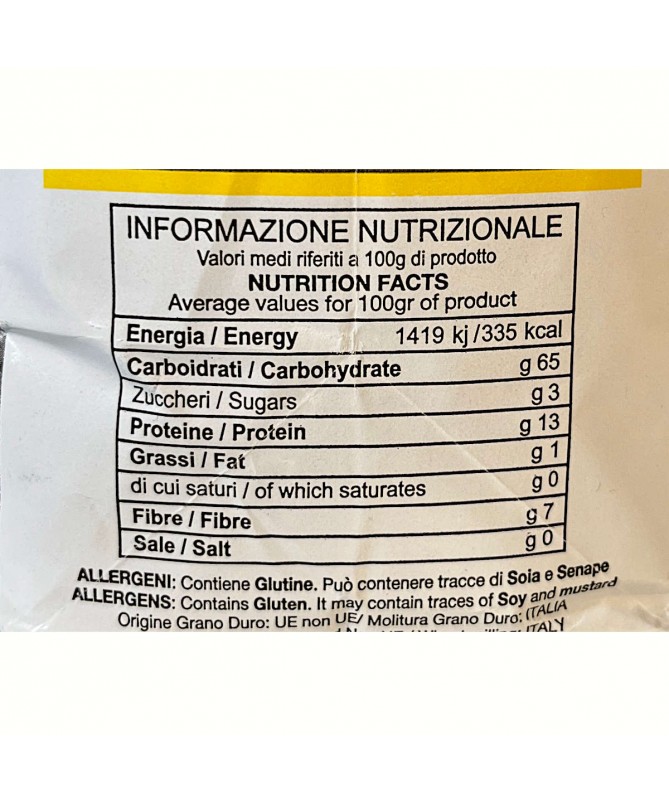 INFORMAZIONE NUTRIZIONALE
Valori medi riferiti a 100g di prodotto
NUTRITION FACTS
Average values for 100gr of product
Energia / Energy 1419 kj /335 kcal
Carboidrati / Carbohydrate g 65
Zuccheri / Sugars g 3
Proteine / Protein g 13
Grassi / Fat g 1
di cui saturi / of which saturates g 0
Fibre / Fibre g 7
Sale / Salt g 0
ALLERGENI: Contiene Glutine. Può contenere tracce di Soia e Senape
ALLERGENS: Contains Gluten. It may contain traces of Soy and mustard
Origine Grano Duro: UE non UE/ Molitura Grano Duro: ITALIA
ITALY